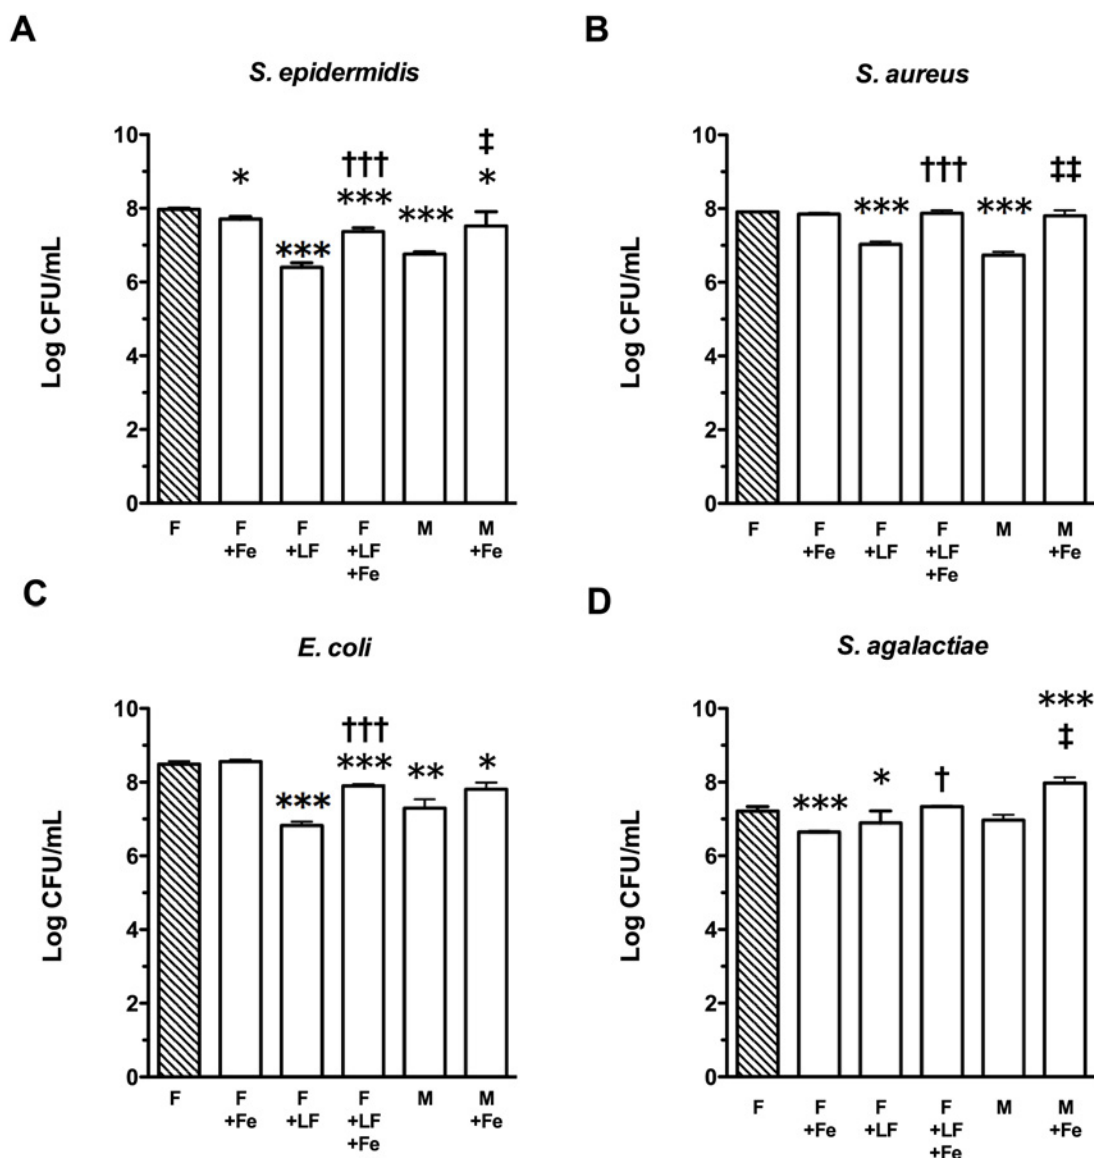 A
S. epidermidis
Log CFU/mL
10
8
6
4
2
0
*
***
†††
***
***
‡
*
F
F
+Fe
F
+LF
F
+LF
+Fe
M
M
+Fe
B
S. aureus
Log CFU/mL
10
8
6
4
2
0
***
†††
***
‡‡
F
F
+Fe
F
+LF
F
+LF
+Fe
M
M
+Fe
C
E. coli
Log CFU/mL
10
8
6
4
2
0
***
†††
***
**
*
F
F
+Fe
F
+LF
F
+LF
+Fe
M
M
+Fe
D
S. agalactiae
Log CFU/mL
10
8
6
4
2
0
***
*
†
***
‡
F
F
+Fe
F
+LF
F
+LF
+Fe
M
M
+Fe